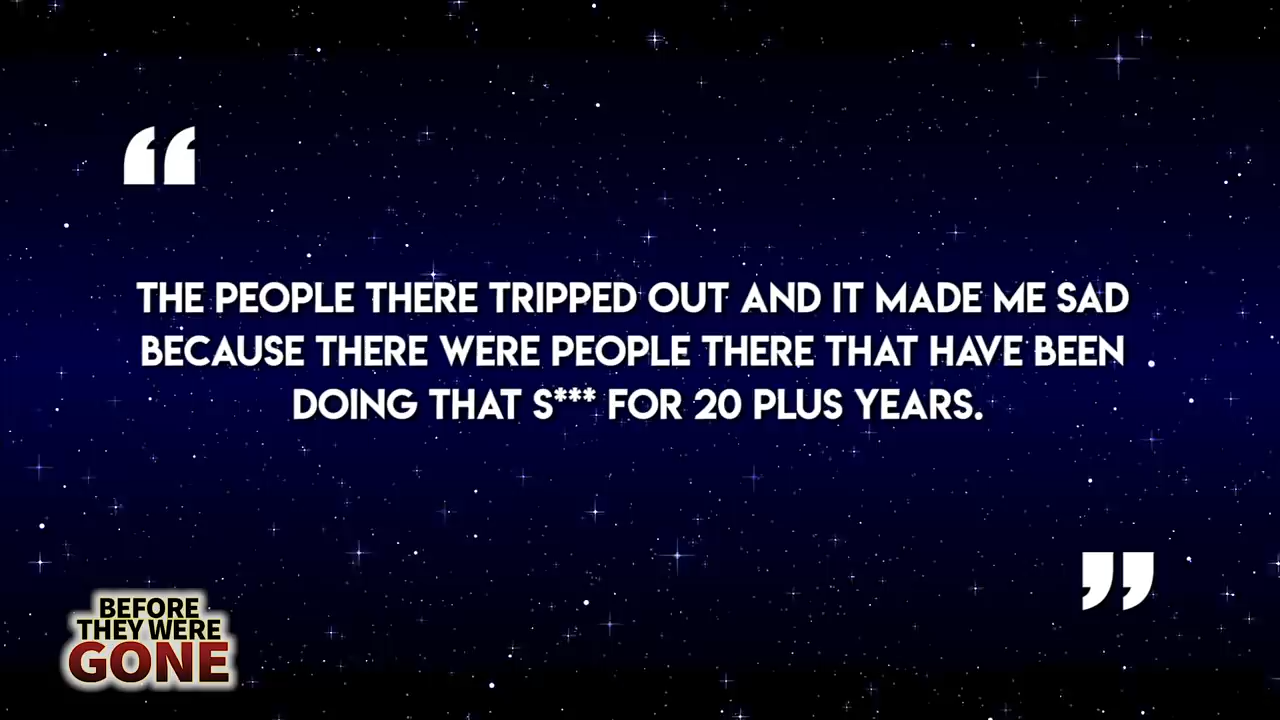 “
THE PEOPLE THERE TRIPPED OUT AND IT MADE ME SAD
BECAUSE THERE WERE PEOPLE THERE THAT HAVE BEEN
DOING THAT S*** FOR 20 PLUS YEARS.
”
BEFORE
THEY WERE
GONE